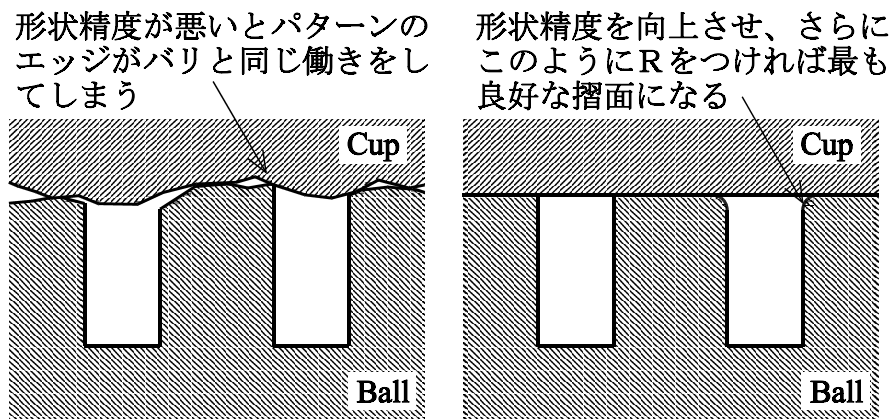 形状精度が悪いとパターンの
エッジがバリと同じ働きをし
てしまう
Cup
Ball
形状精度を向上させ、さらに
このようにRをつければ最も
良好な摺面になる
Cup
Ball